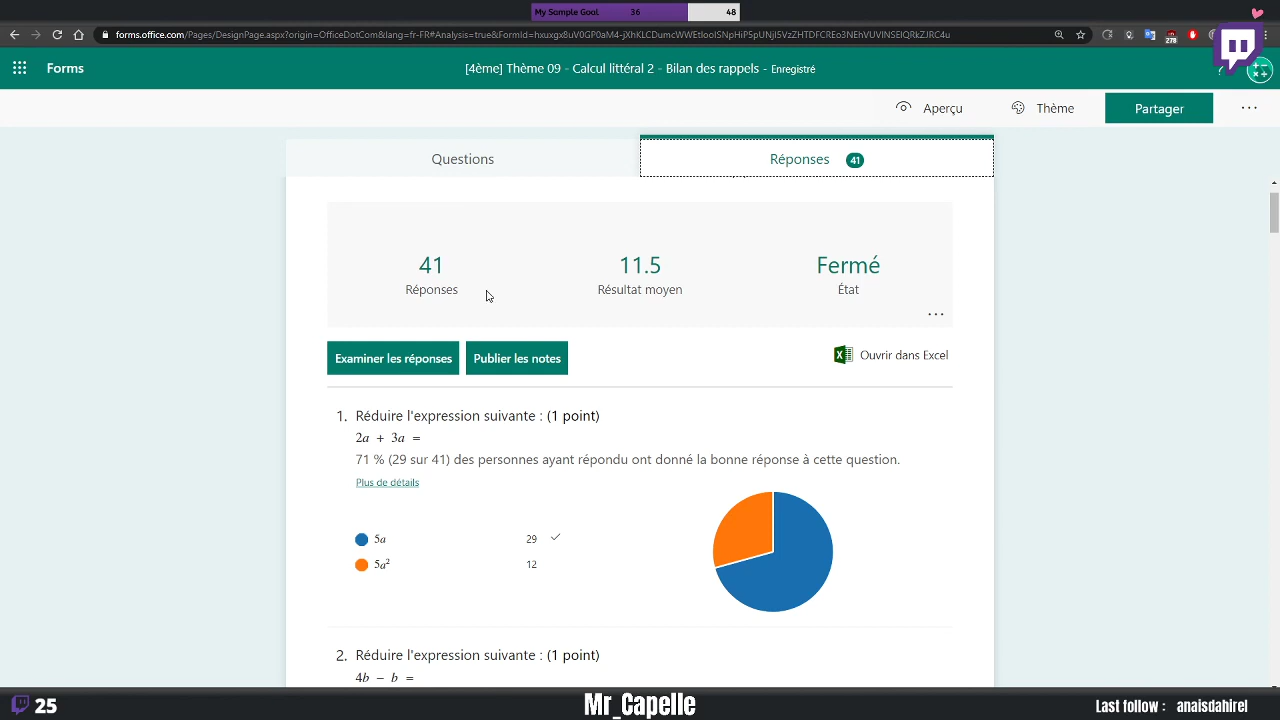 My Sample Goal 36 48
forms.office.com/Pages/DesignPage.aspx?origin=OfficeDotCom&lang=fr-FR#Analysis=true&FormId=
278
Forms
[4ème] Thème 09 - Calcul littéral 2 - Bilan des rappels - Enregistré
Aperçu Thème Partager ...
Questions Réponses 41
41 11.5 Fermé
Réponses Résultat moyen État
...
Examiner les réponses Publier les notes Ouvrir dans Excel
1. Réduire l'expression suivante : (1 point)
2a + 3a =
71 % (29 sur 41) des personnes ayant répondu ont donné la bonne réponse à cette question.
Plus de détails
5a 29 ✓
5a² 12
2. Réduire l'expression suivante : (1 point)
4b − b =
25 Mr_Capelle Last follow : anaisdahirel